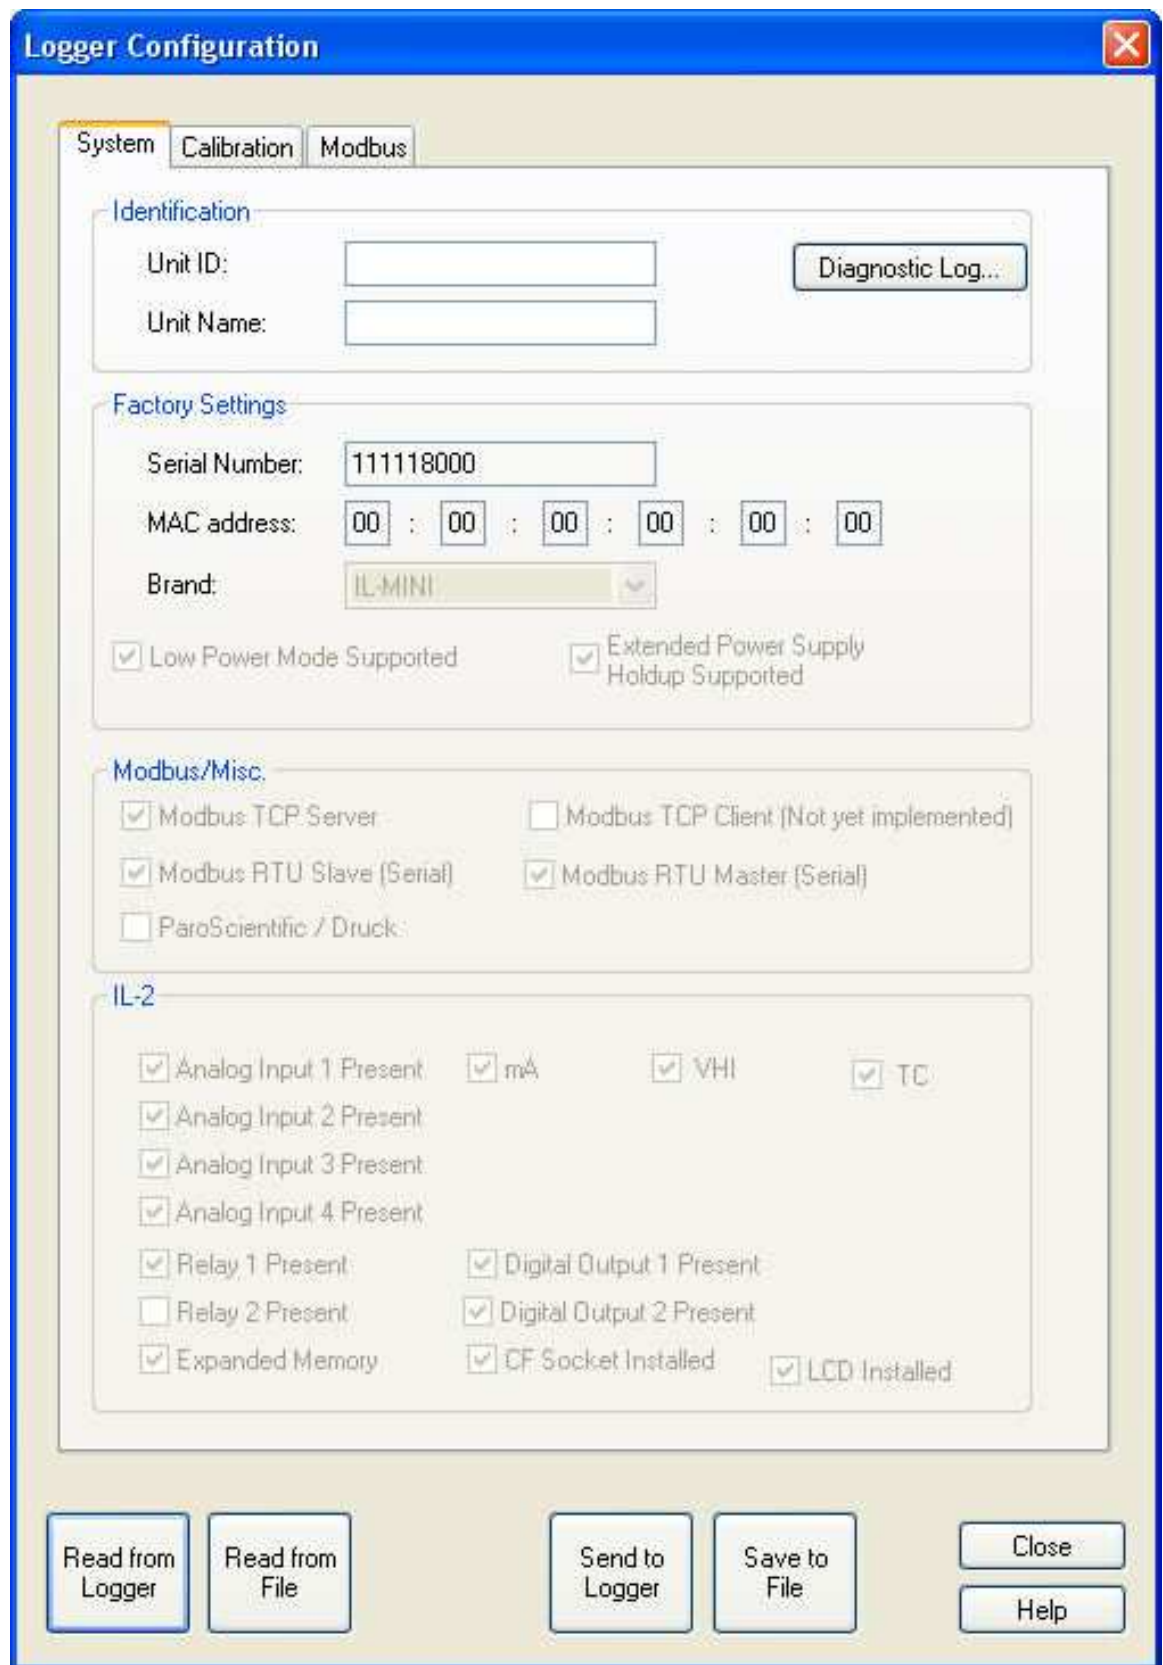 Logger Configuration
System Calibration Modbus
Identification
Unit ID:
Diagnostic Log...
Unit Name:
Factory Settings
Serial Number: 111118000
MAC address: 00 : 00 : 00 : 00 : 00 : 00
Brand: IL-MINI
Low Power Mode Supported
Extended Power Supply
Holdup Supported
Modbus/Misc.
Modbus TCP Server Modbus TCP Client (Not yet implemented)
Modbus RTU Slave (Serial) Modbus RTU Master (Serial)
ParoScientific / Druck
IL-2
Analog Input 1 Present mA VHI TC
Analog Input 2 Present
Analog Input 3 Present
Analog Input 4 Present
Relay 1 Present Digital Output 1 Present
Relay 2 Present Digital Output 2 Present
Expanded Memory CF Socket Installed LCD Installed
Read from
Logger
Read from
File
Send to
Logger
Save to
File
Close
Help